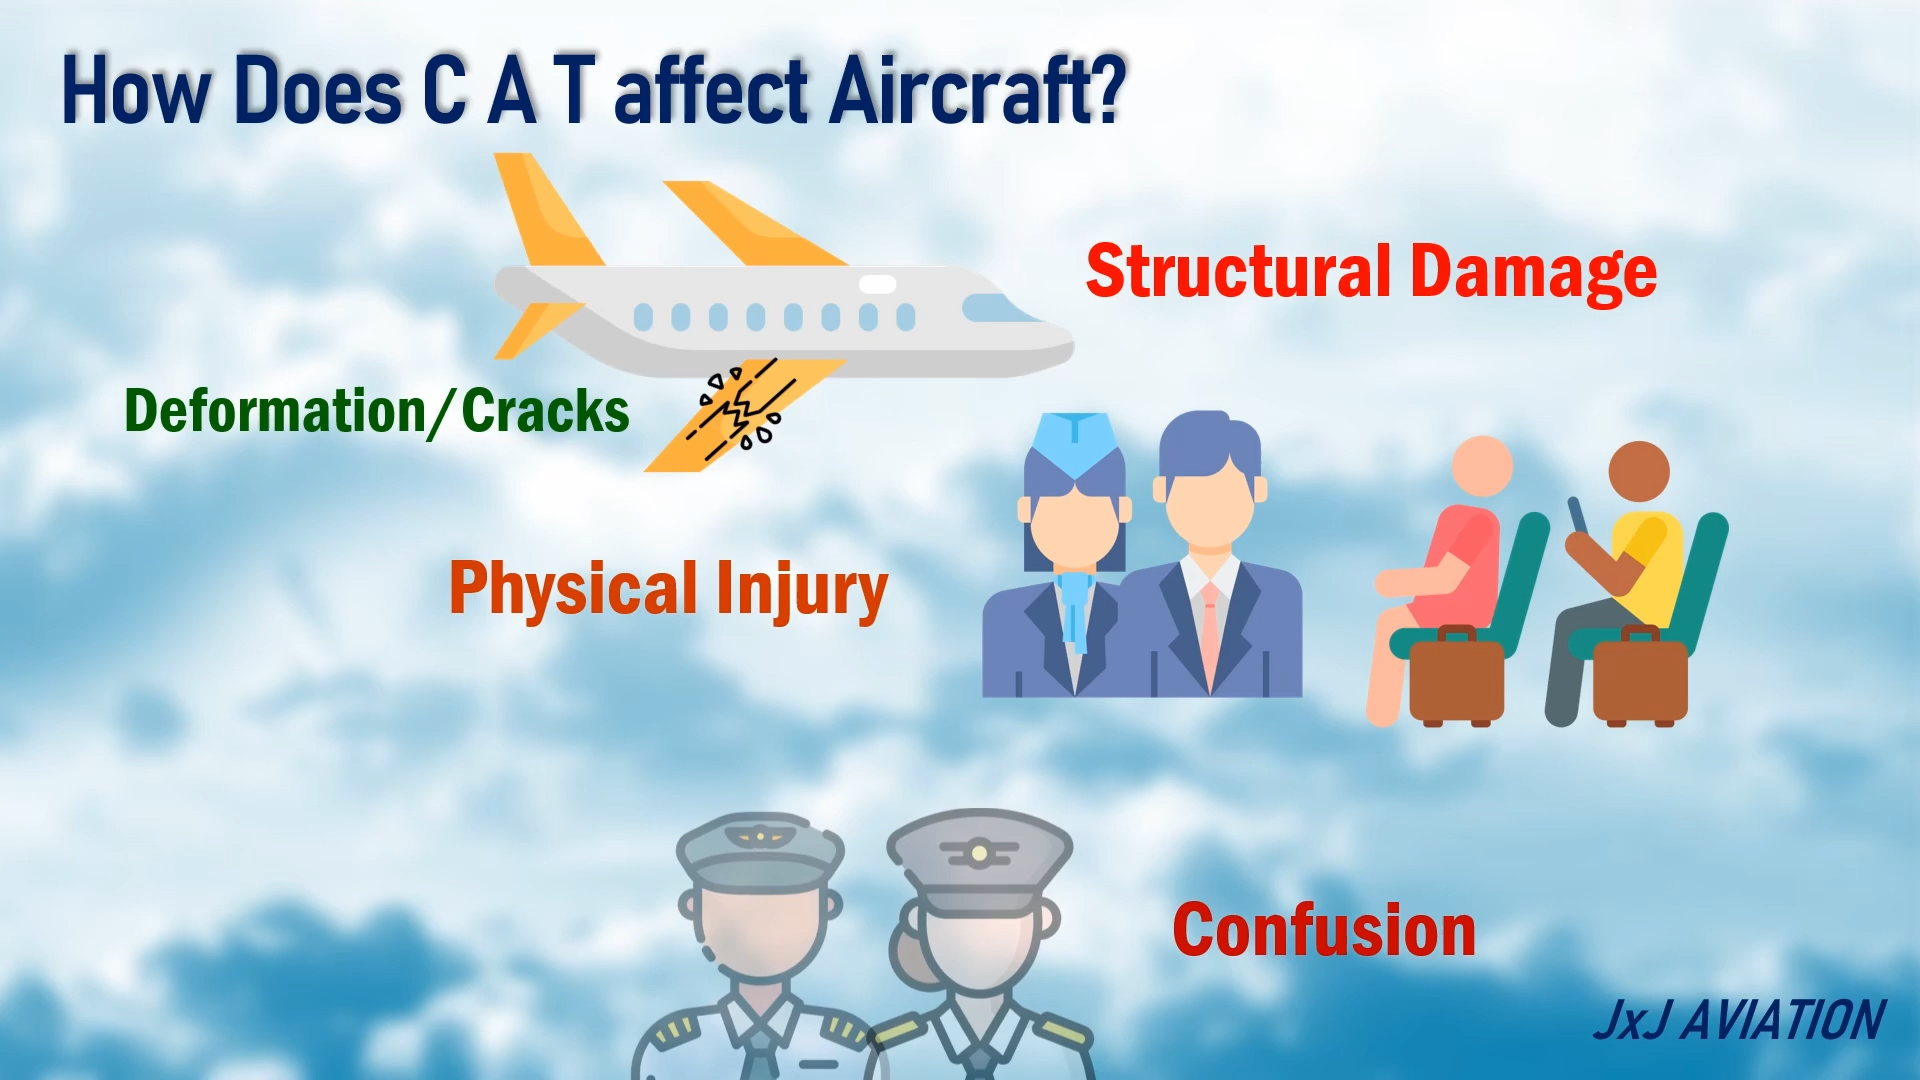 How Does C A T affect Aircraft?
Structural Damage
Deformation/Cracks
Physical Injury
Confusion
JxJ AVIATION